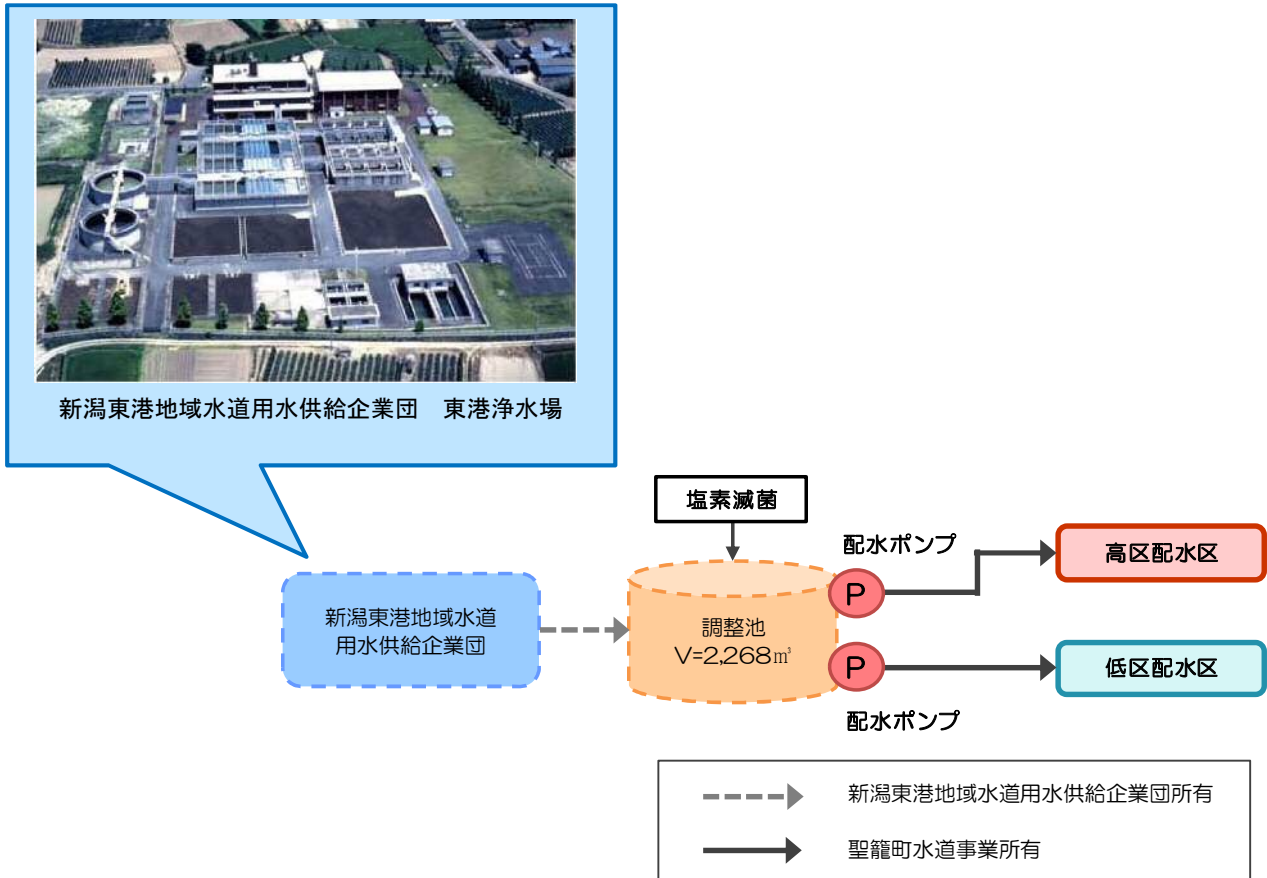 新潟東港地域水道用水供給企業団　東港浄水場
塩素滅菌
配水ポンプ
P
高区配水区
新潟東港地域水道
用水供給企業団
調整池
V=2,268㎥
P
低区配水区
配水ポンプ
新潟東港地域水道用水供給企業団所有
聖籠町水道事業所有